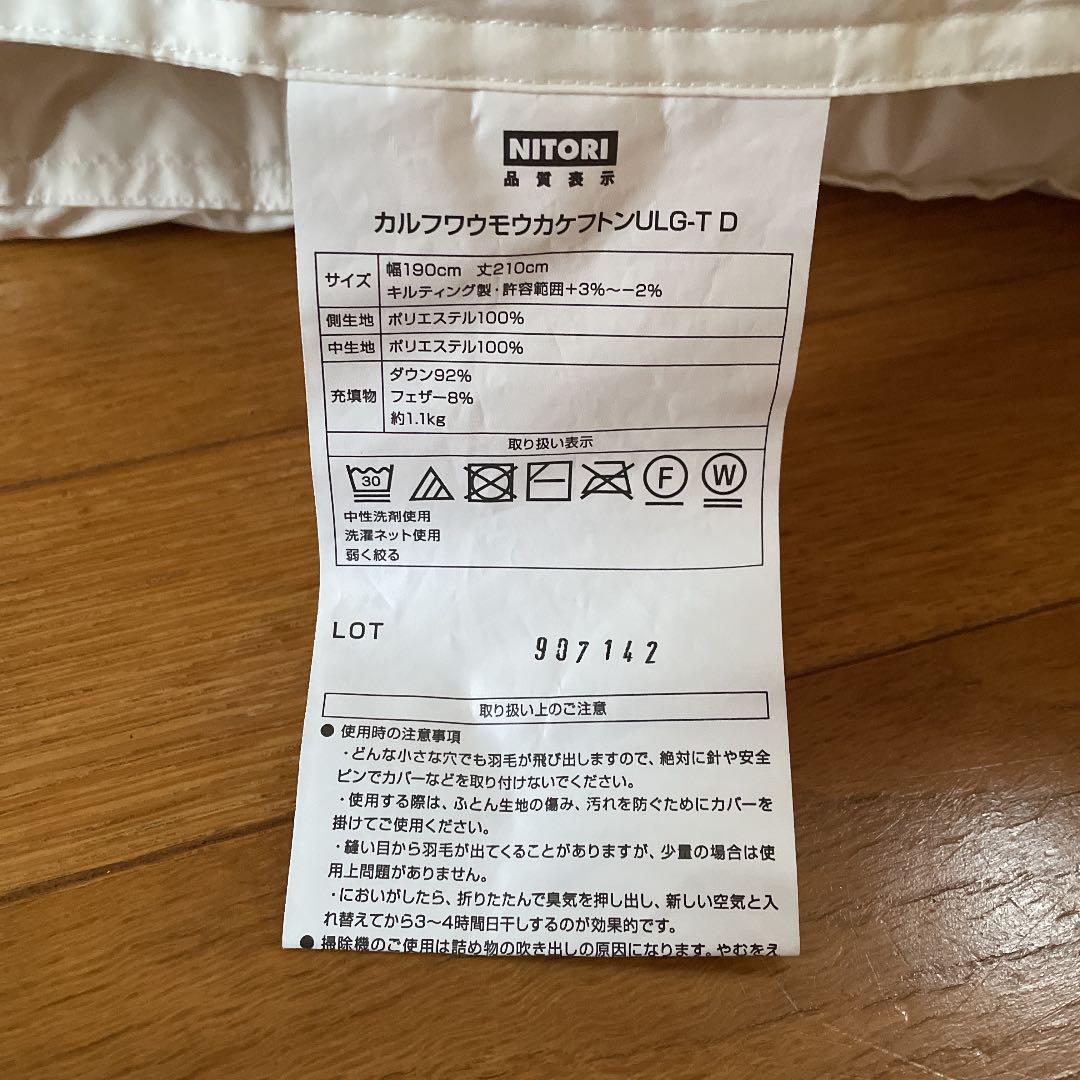 NITORI
品質表示
カルフワウモウカケフトンULG-T D
サイズ 幅190cm 丈210cm
キルティング製・許容範囲+3%～−2%
側生地 ポリエステル100%
中生地 ポリエステル100%
充填物 ダウン92%
フェザー8%
約1.1kg
取り扱い表示
30 F W
中性洗剤使用
洗濯ネット使用
弱く絞る
LOT 907142
取り扱い上のご注意
● 使用時の注意事項
・どんな小さな穴でも羽毛が飛び出しますので、絶対に針や安全
ピンでカバーなどを取り付けないでください。
・使用する際は、ふとん生地の傷み、汚れを防ぐためにカバーを
掛けてご使用ください。
・縫い目から羽毛が出てくることがありますが、少量の場合は使
用上問題がありません。
・においがしたら、折りたたんで臭気を押し出し、新しい空気と入
れ替えてから3～4時間日干しするのが効果的です。
● 掃除機のご使用は詰め物の吹き出しの原因になります。やむをえ